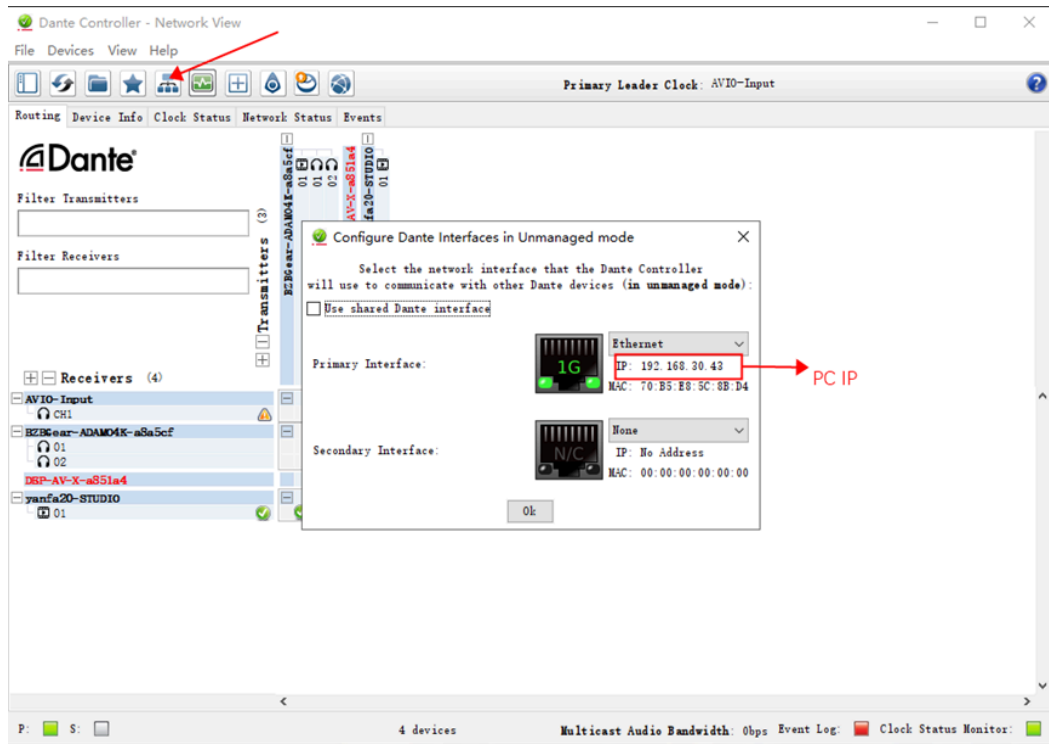 Dante Controller - Network View
File Devices View Help
Primary Leader Clock: AVIO-Input
Routing Device Info Clock Status Network Status Events
Dante
Filter Transmitters
Filter Receivers
Transmitters (3)
BZBGear-ADAMO4K-a8a5cf
01
01
02
AV-X-a851a4
fa20-STUDIO
01
Receivers (4)
AVIO-Input
CH1
BZBGear-ADAMO4K-a8a5cf
01
02
DSP-AV-X-a851a4
yanfa20-STUDIO
01
Configure Dante Interfaces in Unmanaged mode
Select the network interface that the Dante Controller
will use to communicate with other Dante devices (in unmanaged mode):
Use shared Dante interface
Primary Interface:
1G
Ethernet
IP: 192.168.30.43
MAC: 70:B5:E8:5C:8B:D4
PC IP
Secondary Interface:
N/C
None
IP: No Address
MAC: 00:00:00:00:00:00
Ok
P: S: 4 devices Multicast Audio Bandwidth: 0bps Event Log: Clock Status Monitor: